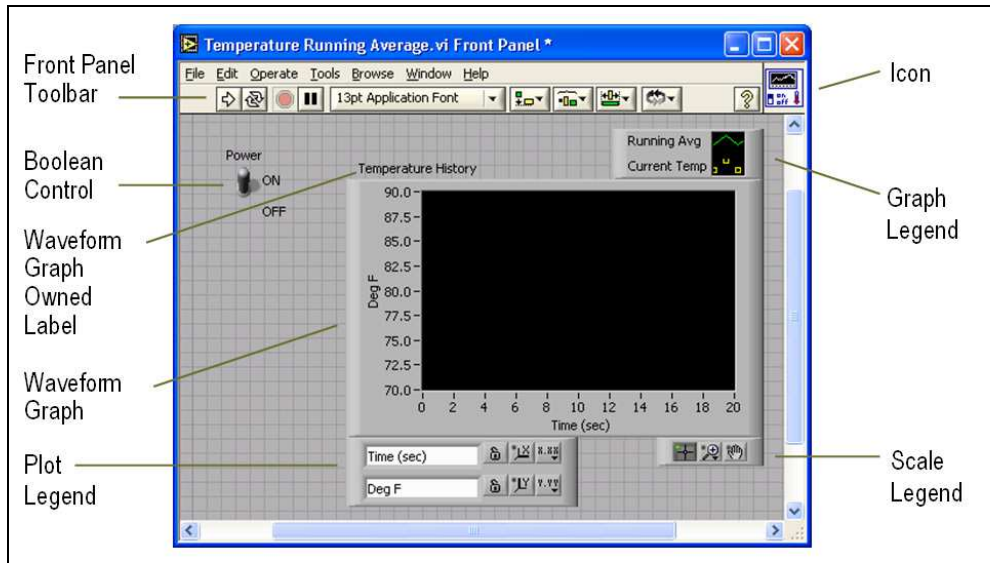 Temperature Running Average.vi Front Panel *
File Edit Operate Tools Browse Window Help
13pt Application Font
?
Front Panel
Toolbar
Icon
Boolean
Control
Power
ON
OFF
Running Avg
Current Temp
Temperature History
Graph
Legend
Waveform
Graph
Owned
Label
90.0
87.5
85.0
82.5
80.0
77.5
75.0
72.5
70.0
Deg F
0 2 4 6 8 10 12 14 16 18 20
Time (sec)
Waveform
Graph
Plot
Legend
Time (sec)
X X.XX
Deg F
Y Y.YY
Scale
Legend